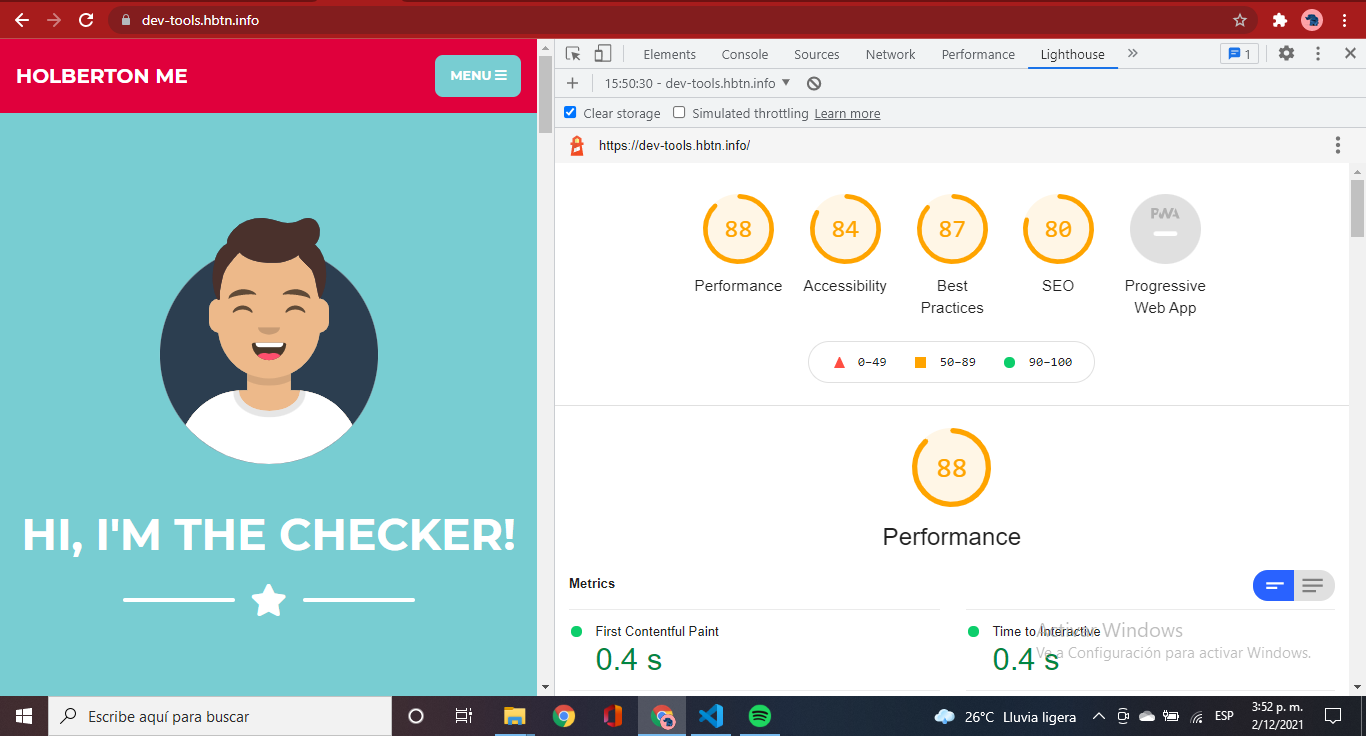 dev-tools.hbtn.info
HOLBERTON ME
MENU
HI, I'M THE CHECKER!
Elements Console Sources Network Performance Lighthouse 1
15:50:30 - dev-tools.hbtn.info
Clear storage Simulated throttling Learn more
https://dev-tools.hbtn.info/
88 84 87 80 PWA
Performance Accessibility Best Practices SEO Progressive Web App
0–49 50–89 90–100
88
Performance
Metrics
First Contentful Paint Time to Interactive
0.4 s 0.4 s
Activar Windows
Ve a Configuración para activar Windows.
Escribe aquí para buscar
26°C Lluvia ligera ESP
3:52 p. m.
2/12/2021